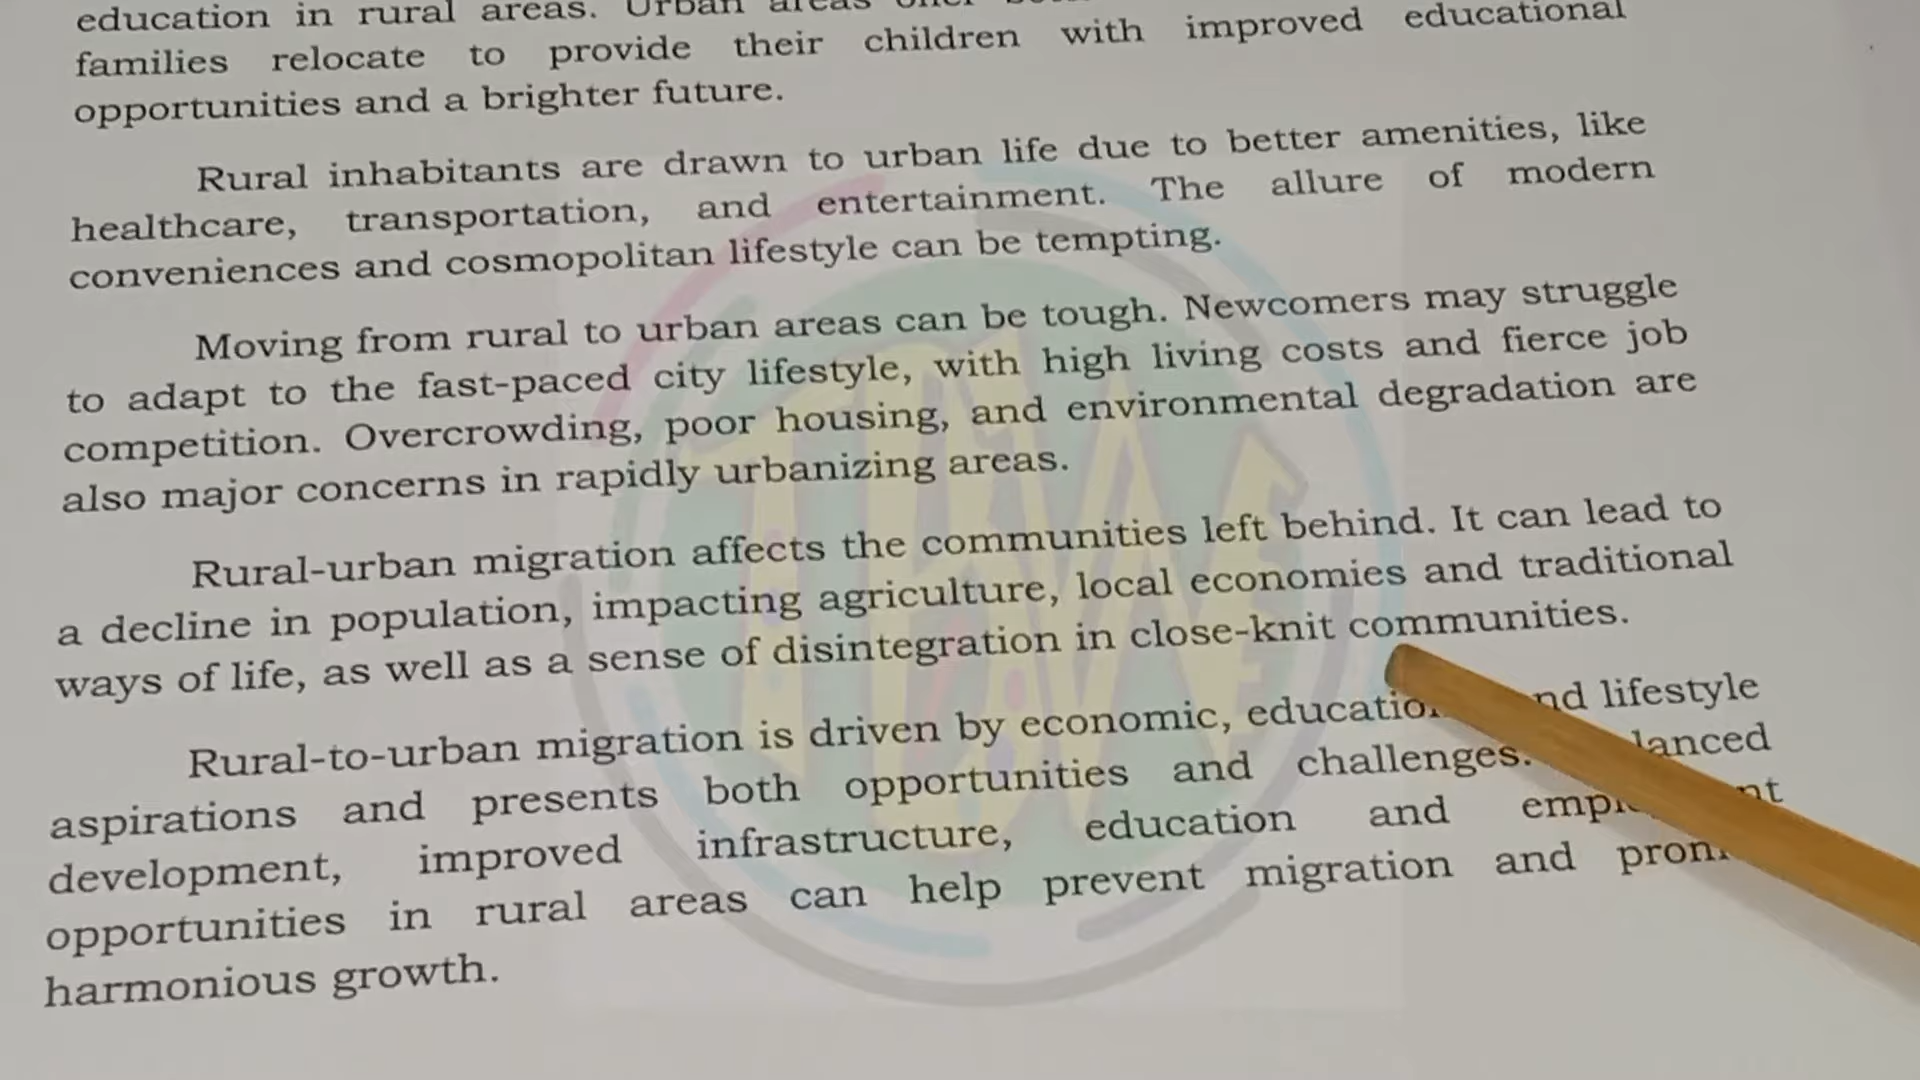 education in rural areas. Urban areas
families relocate to provide their children with improved educational
opportunities and a brighter future.
Rural inhabitants are drawn to urban life due to better amenities, like
healthcare, transportation, and entertainment. The allure of modern
conveniences and cosmopolitan lifestyle can be tempting.
Moving from rural to urban areas can be tough. Newcomers may struggle
to adapt to the fast-paced city lifestyle, with high living costs and fierce job
competition. Overcrowding, poor housing, and environmental degradation are
also major concerns in rapidly urbanizing areas.
Rural-urban migration affects the communities left behind. It can lead to
a decline in population, impacting agriculture, local economies and traditional
ways of life, as well as a sense of disintegration in close-knit communities.
Rural-to-urban migration is driven by economic, lifestyle
aspirations and presents both opportunities and challenges.
development, improved infrastructure, education and
opportunities in rural areas can help prevent migration and
harmonious growth.